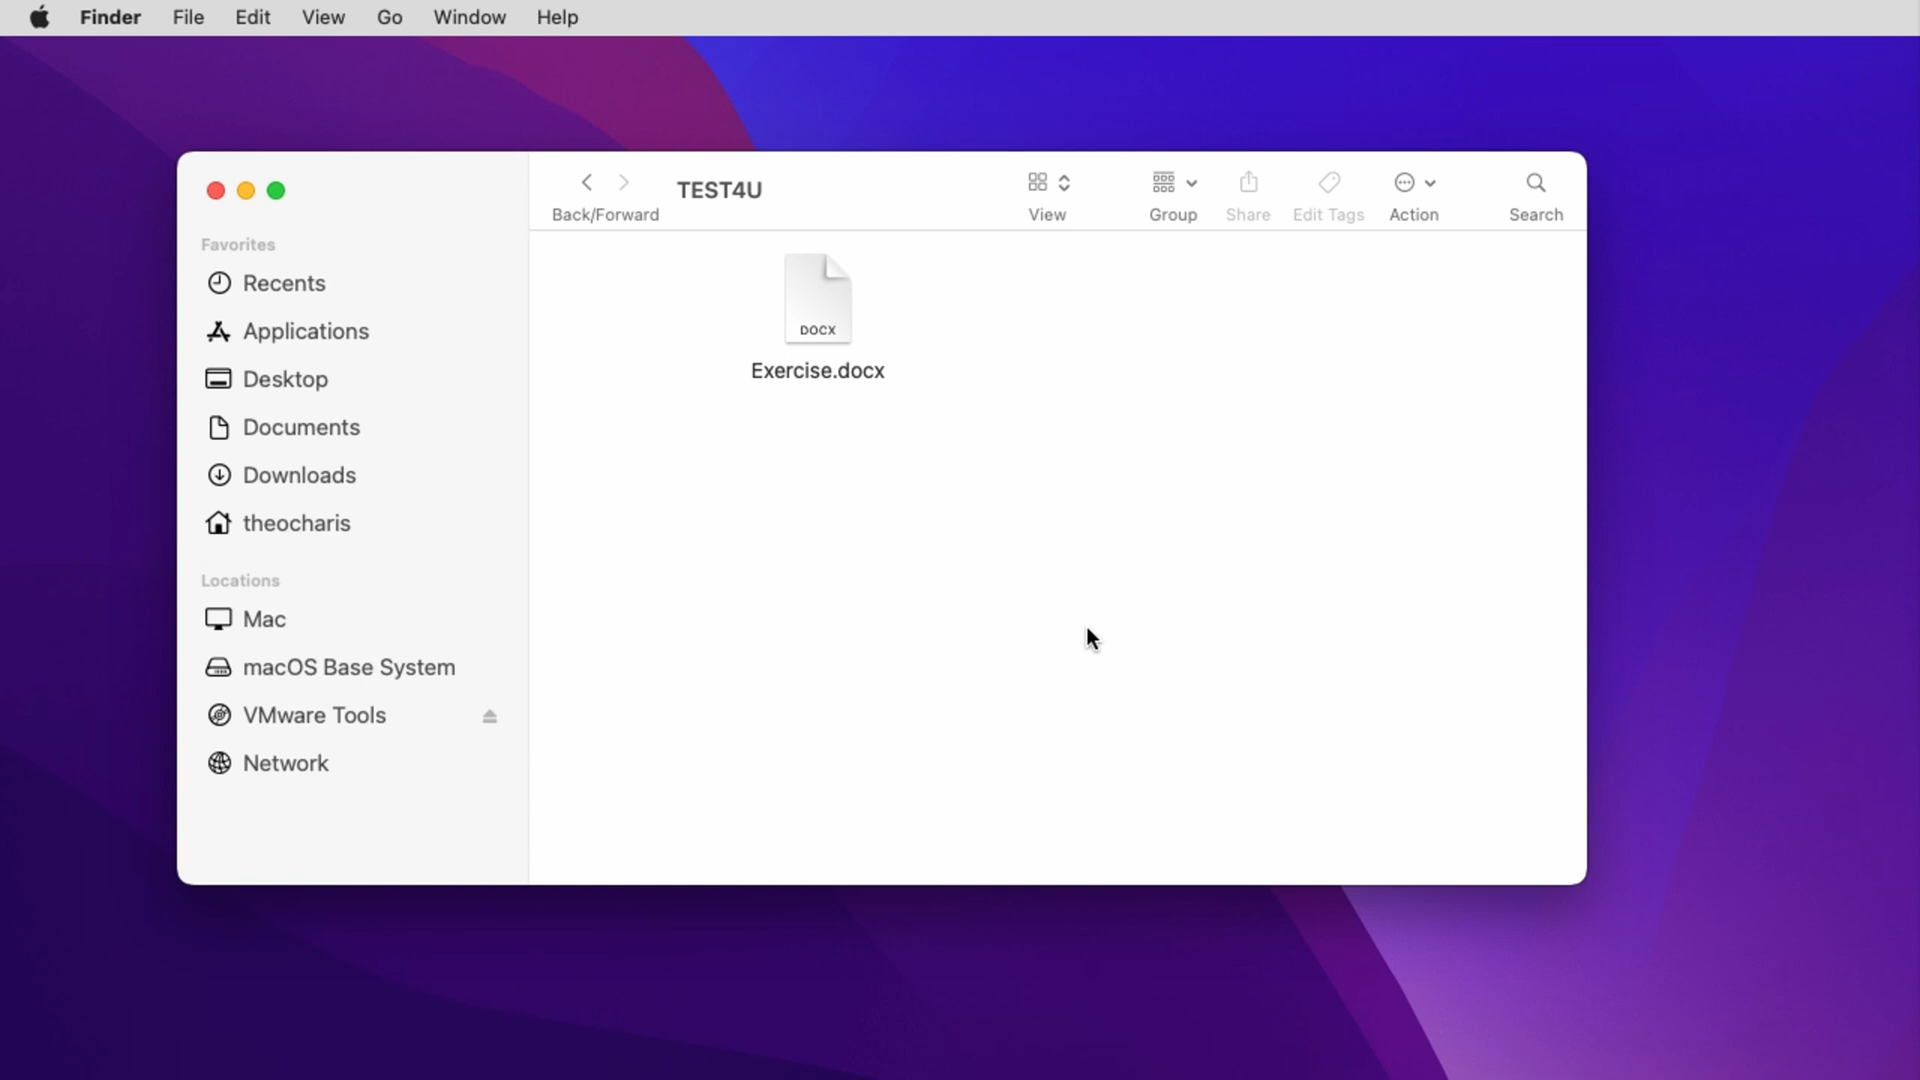 Finder File Edit View Go Window Help
TEST4U
Back/Forward View Group Share Edit Tags Action Search
Favorites
Recents
Applications
Desktop
Documents
Downloads
theocharis
Locations
Mac
macOS Base System
VMware Tools
Network
DOCX
Exercise.docx